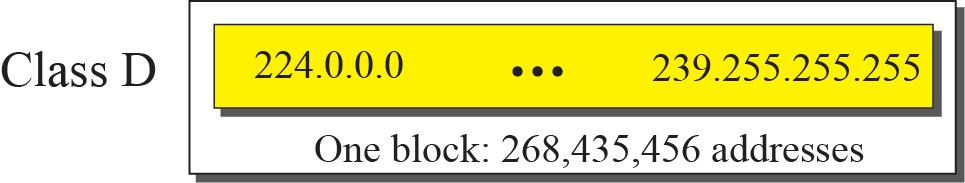 Class D
224.0.0.0 ••• 239.255.255.255
One block: 268,435,456 addresses